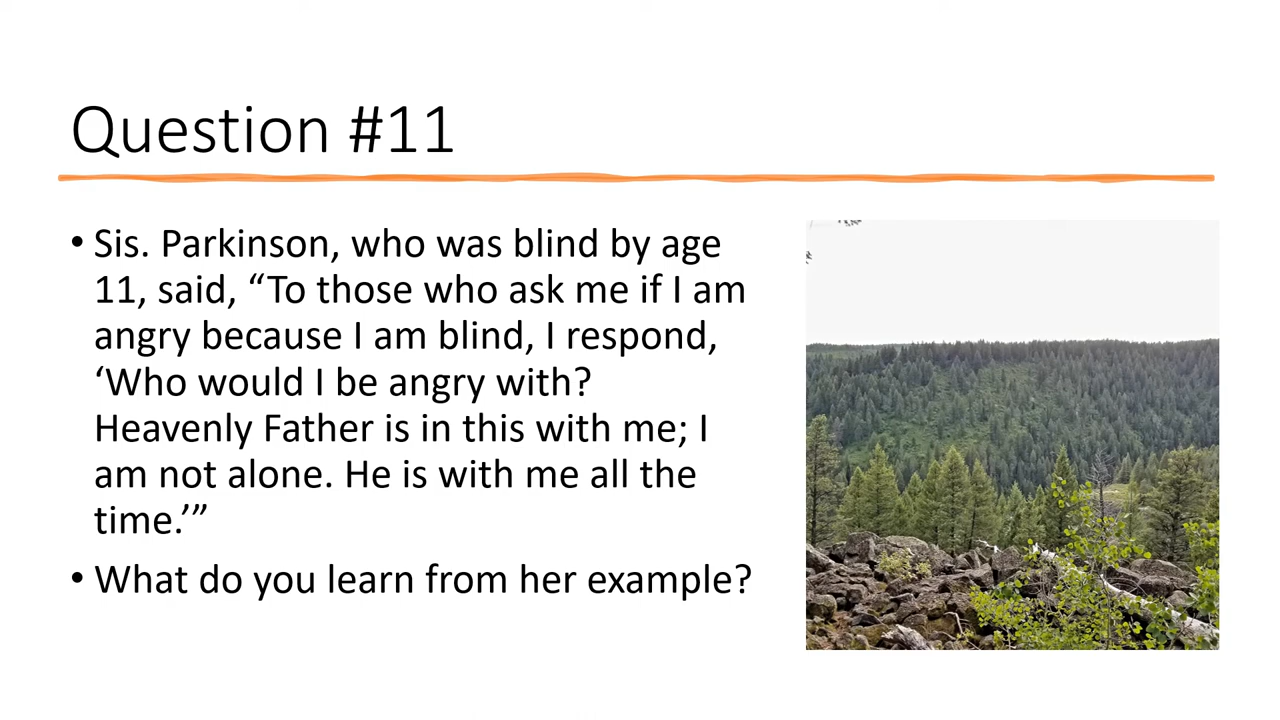 Question #11
• Sis. Parkinson, who was blind by age
11, said, “To those who ask me if I am
angry because I am blind, I respond,
‘Who would I be angry with?
Heavenly Father is in this with me; I
am not alone. He is with me all the
time.’”
• What do you learn from her example?